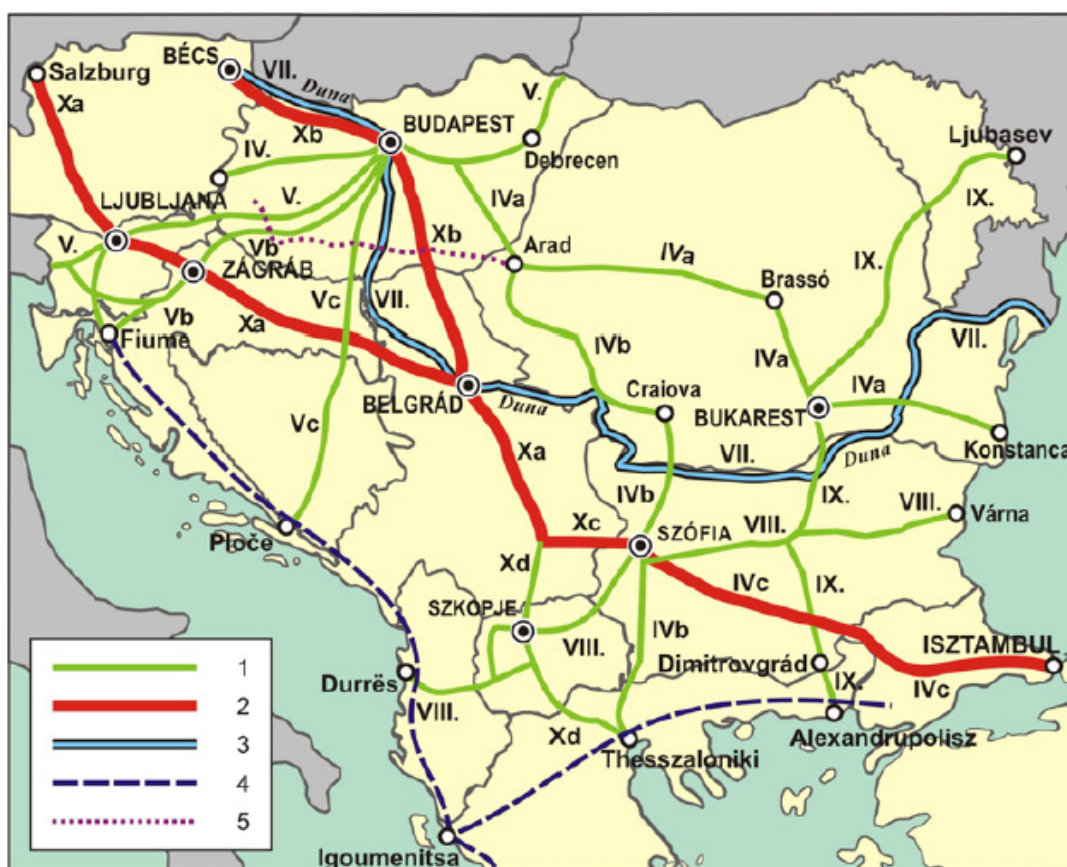 BÉCS
VII.
Duna
Salzburg
Xa
Xb
BUDAPEST
V.
Ljubasev
IV.
Debrecen
LJUBLJANA
V.
IVa
IX.
IX.
V.
Vb
Xb
Arad
IVa
ZÁGRÁB
Brassó
Vc
VII.
Vb
Xa
Fiume
VII.
IVb
IVa
IVa
Craiova
BELGRÁD
Duna
BUKAREST
Vc
Konstanca
Xa
VII.
Duna
IVb
IX.
VIII.
Várna
Xc
SZÓFIA
VIII.
Ploče
Xd
IVc
IX.
SZKOPJE
IVb
VIII.
ISZTAMBUL
Dimitrovgrád
Durrës
IX.
IVc
VIII.
Xd
Alexandrupolisz
Thesszaloniki
Igoumenitsa
1
2
3
4
5